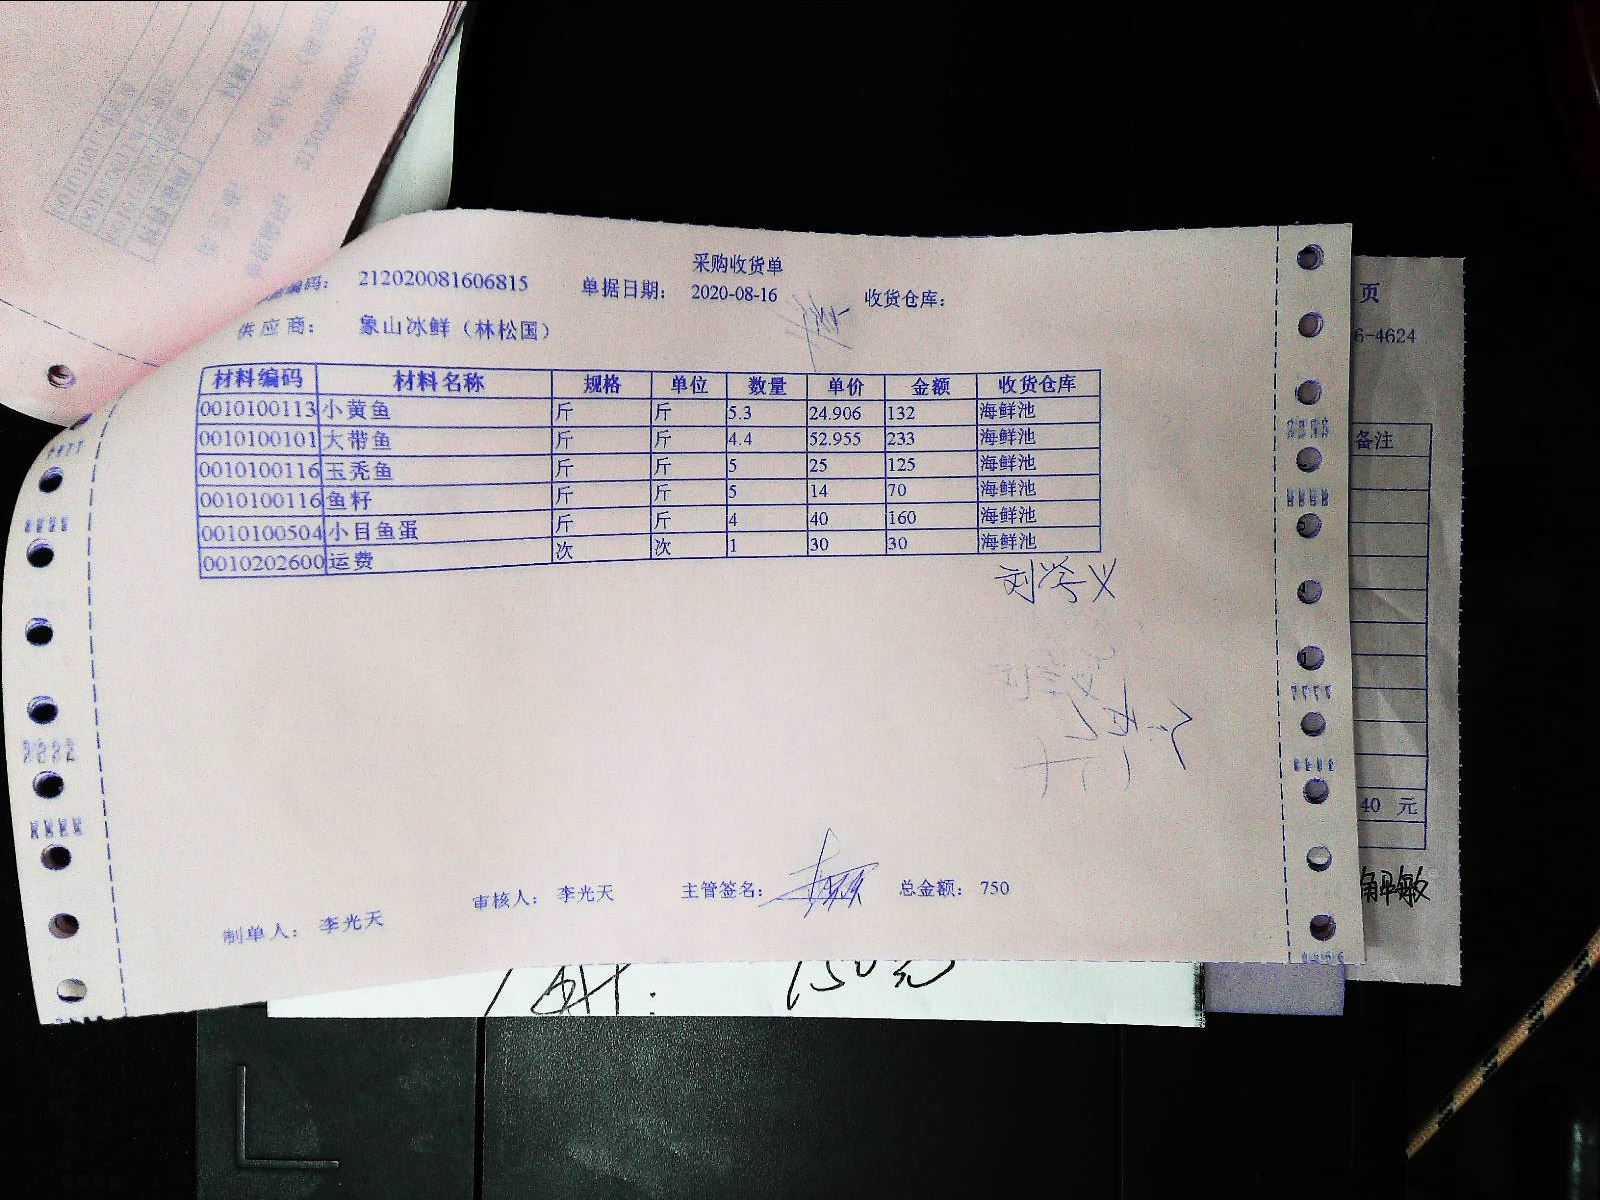 采购收货单
编码： 212020081606815 单据日期： 2020-08-16 收货仓库：
供应商： 象山冰鲜（林松国）
材料编码 材料名称 规格 单位 数量 单价 金额 收货仓库
0010100113 小黄鱼 斤 斤 5.3 24.906 132 海鲜池
0010100101 大带鱼 斤 斤 4.4 52.955 233 海鲜池
0010100116 玉秃鱼 斤 斤 5 25 125 海鲜池
0010100116 鱼籽 斤 斤 5 14 70 海鲜池
0010100504 小目鱼蛋 斤 斤 4 40 160 海鲜池
0010202600 运费 次 次 1 30 30 海鲜池
刘学义
制单人： 李光天 审核人： 李光天 主管签名： 总金额： 750
页
6-4624
备注
40 元